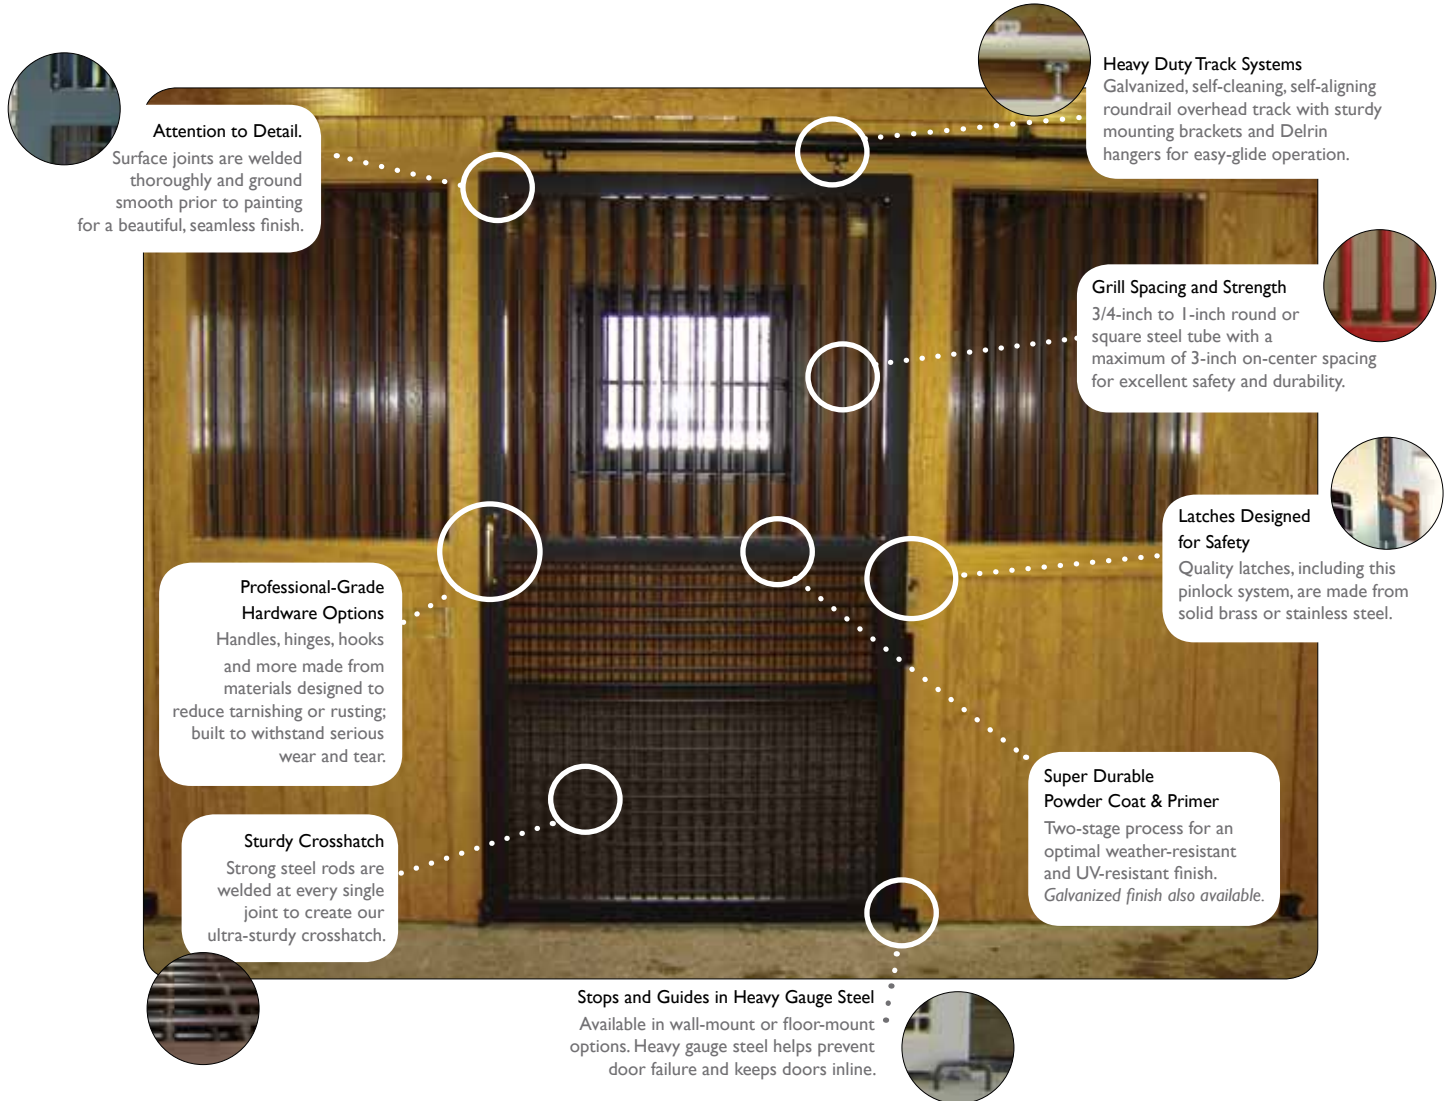 Attention to Detail.
Surface joints are welded
thoroughly and ground
smooth prior to painting
for a beautiful, seamless finish.
Heavy Duty Track Systems
Galvanized, self-cleaning, self-aligning
roundrail overhead track with sturdy
mounting brackets and Delrin
hangers for easy-glide operation.
Grill Spacing and Strength
3/4-inch to 1-inch round or
square steel tube with a
maximum of 3-inch on-center spacing
for excellent safety and durability.
Latches Designed
for Safety
Quality latches, including this
pinlock system, are made from
solid brass or stainless steel.
Professional-Grade
Hardware Options
Handles, hinges, hooks
and more made from
materials designed to
reduce tarnishing or rusting;
built to withstand serious
wear and tear.
Super Durable
Powder Coat & Primer
Two-stage process for an
optimal weather-resistant
and UV-resistant finish.
Galvanized finish also available.
Sturdy Crosshatch
Strong steel rods are
welded at every single
joint to create our
ultra-sturdy crosshatch.
Stops and Guides in Heavy Gauge Steel
Available in wall-mount or floor-mount
options. Heavy gauge steel helps prevent
door failure and keeps doors inline.